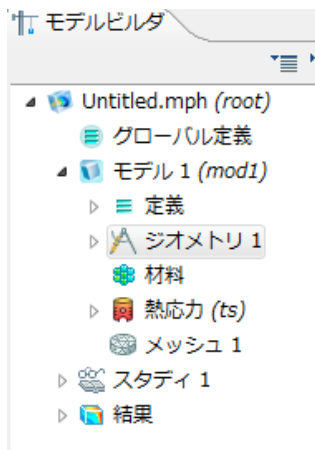 モデルビルダ
Untitled.mph (root)
グローバル定義
モデル 1 (mod1)
定義
ジオメトリ 1
材料
熱応力 (ts)
メッシュ 1
スタディ 1
結果